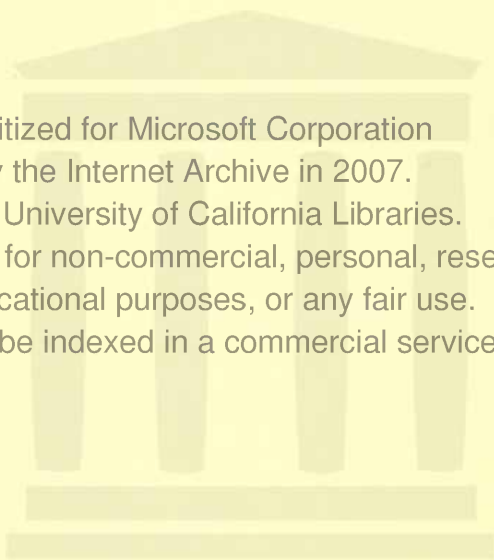 itized for Microsoft Corporation
the Internet Archive in 2007.
University of California Libraries.
for non-commercial, personal, rese
cational purposes, or any fair use.
be indexed in a commercial service